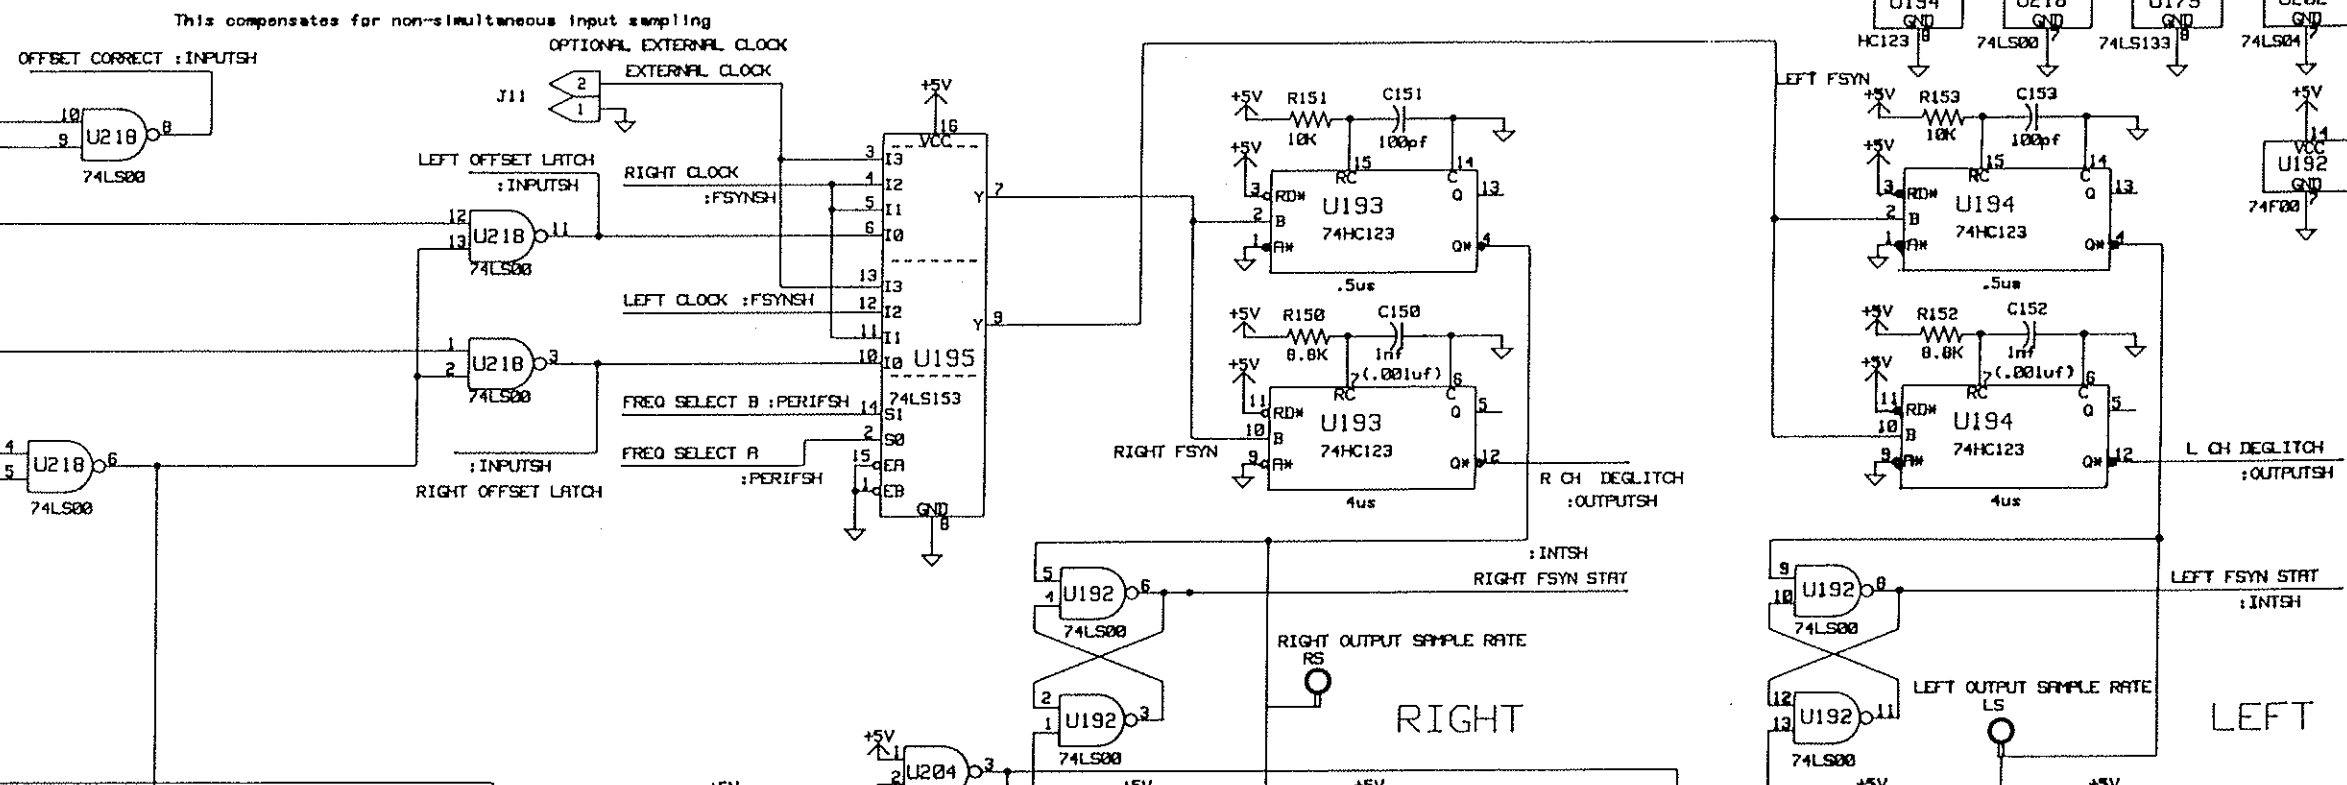 This compensates for non-simultaneous input sampling
OPTIONAL EXTERNAL CLOCK
OFFSET CORRECT :INPUTSH
EXTERNAL CLOCK
J11
2
1
10
9
U218
8
74LS00
LEFT OFFSET LATCH
:INPUTSH
12
13
U218
11
74LS00
1
2
U218
3
74LS00
:INPUTSH
RIGHT OFFSET LATCH
4
5
U218
6
74LS00
RIGHT CLOCK
:FSYNSH
LEFT CLOCK :FSYNSH
FREQ SELECT B :PERIFSH
FREQ SELECT A
:PERIFSH
+5V
16
VCC
3 I3
4 I2
5 I1
6 I0
13 I3
12 I2
11 I1
10 I0
14 S1
2 S0
15 EA
1 EB
Y 7
Y 9
U195
74LS153
GND
8
+5V
R151
10K
C151
100pf
+5V
15
14
RC
C
13
Q
3 RD*
2 B
1 A*
U193
74HC123
Q* 4
.5us
+5V
R150
8.8K
C150
1nf
(.001uf)
+5V
7
6
RC
C
5
Q
11 RD*
10 B
9 A*
U193
74HC123
Q* 12
4us
RIGHT FSYN
R CH DEGLITCH
:OUTPUTSH
LEFT FSYN
+5V
R153
10K
C153
100pf
+5V
15
14
RC
C
13
Q
3 RD*
2 B
1 A*
U194
74HC123
Q* 4
.5us
+5V
R152
8.8K
C152
1nf
(.001uf)
+5V
7
6
RC
C
5
Q
11 RD*
10 B
9 A*
U194
74HC123
Q* 12
4us
L CH DEGLITCH
:OUTPUTSH
U194
GND
8
HC123
U218
GND
7
74LS00
U175
GND
8
74LS133
GND
7
74LS04
+5V
14
VCC
U192
GND
7
74F00
:INTSH
RIGHT FSYN STAT
5
4
U192
6
74LS00
2
1
U192
3
74LS00
RIGHT OUTPUT SAMPLE RATE
RS
RIGHT
LEFT FSYN STAT
:INTSH
9
10
U192
8
74LS00
12
13
U192
11
74LS00
LEFT OUTPUT SAMPLE RATE
LS
LEFT
+5V
1
2
U204
3
+5V
+5V
+5V
+5V